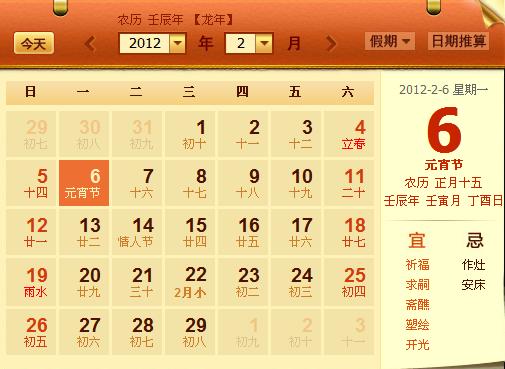 农历 壬辰年 【龙年】
今天 2012 年 2 月 假期 日期推算
日 一 二 三 四 五 六
29 30 31 1 2 3 4
初七 初八 初九 初十 十一 十二 立春
5 6 7 8 9 10 11
十四 元宵节 十六 十七 十八 十九 二十
12 13 14 15 16 17 18
廿一 廿二 情人节 廿四 廿五 廿六 廿七
19 20 21 22 23 24 25
雨水 廿九 三十 2月小 初二 初三 初四
26 27 28 29 1 2 3
初五 初六 初七 初八 初九 初十 十一
2012-2-6 星期一
6
元宵节
农历 正月十五
壬辰年 壬寅月 丁酉日
宜 忌
祈福 作灶
求嗣 安床
斋醮
塑绘
开光